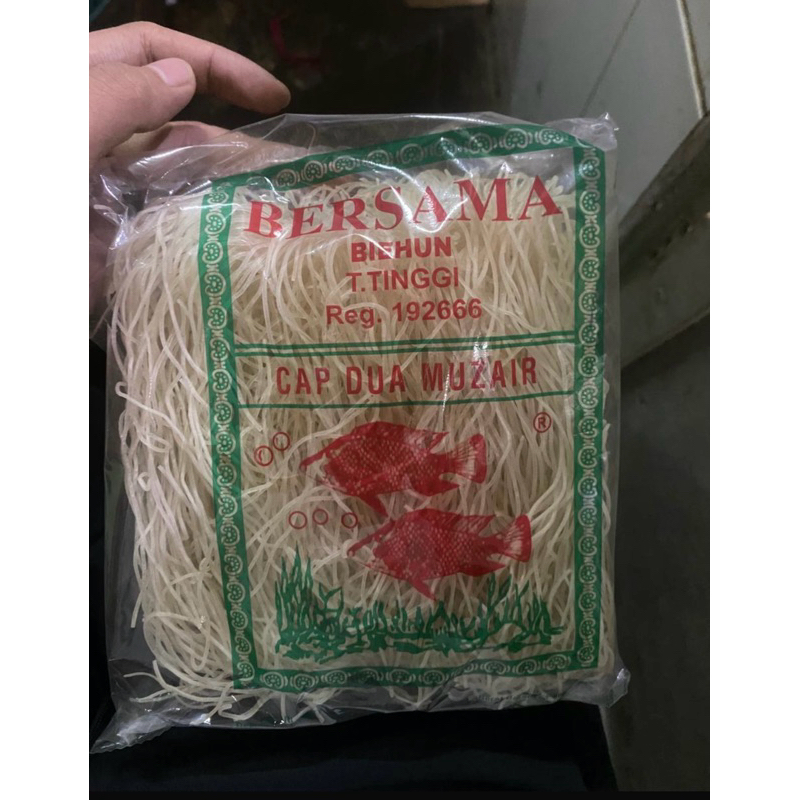 BERSAMA
BIEHUN
T.TINGGI
Reg. 192666
CAP DUA MUZAIR
®